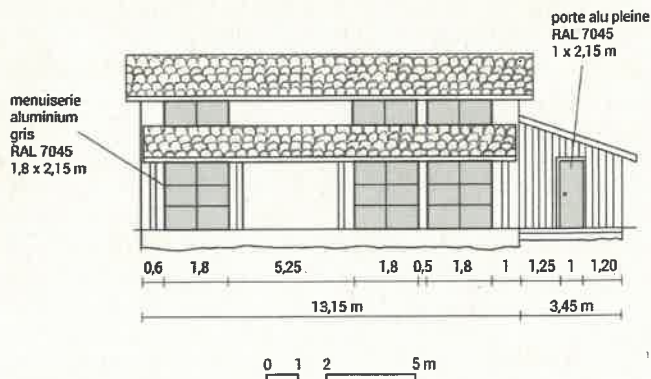 porte alu pleine
RAL 7045
1 x 2,15 m
menuiserie
aluminium
gris
RAL 7045
1,8 x 2,15 m
0,6 1,8 5,25 1,8 0,5 1,8 1 1,25 1 1,20
13,15 m 3,45 m
0 1 2 5 m